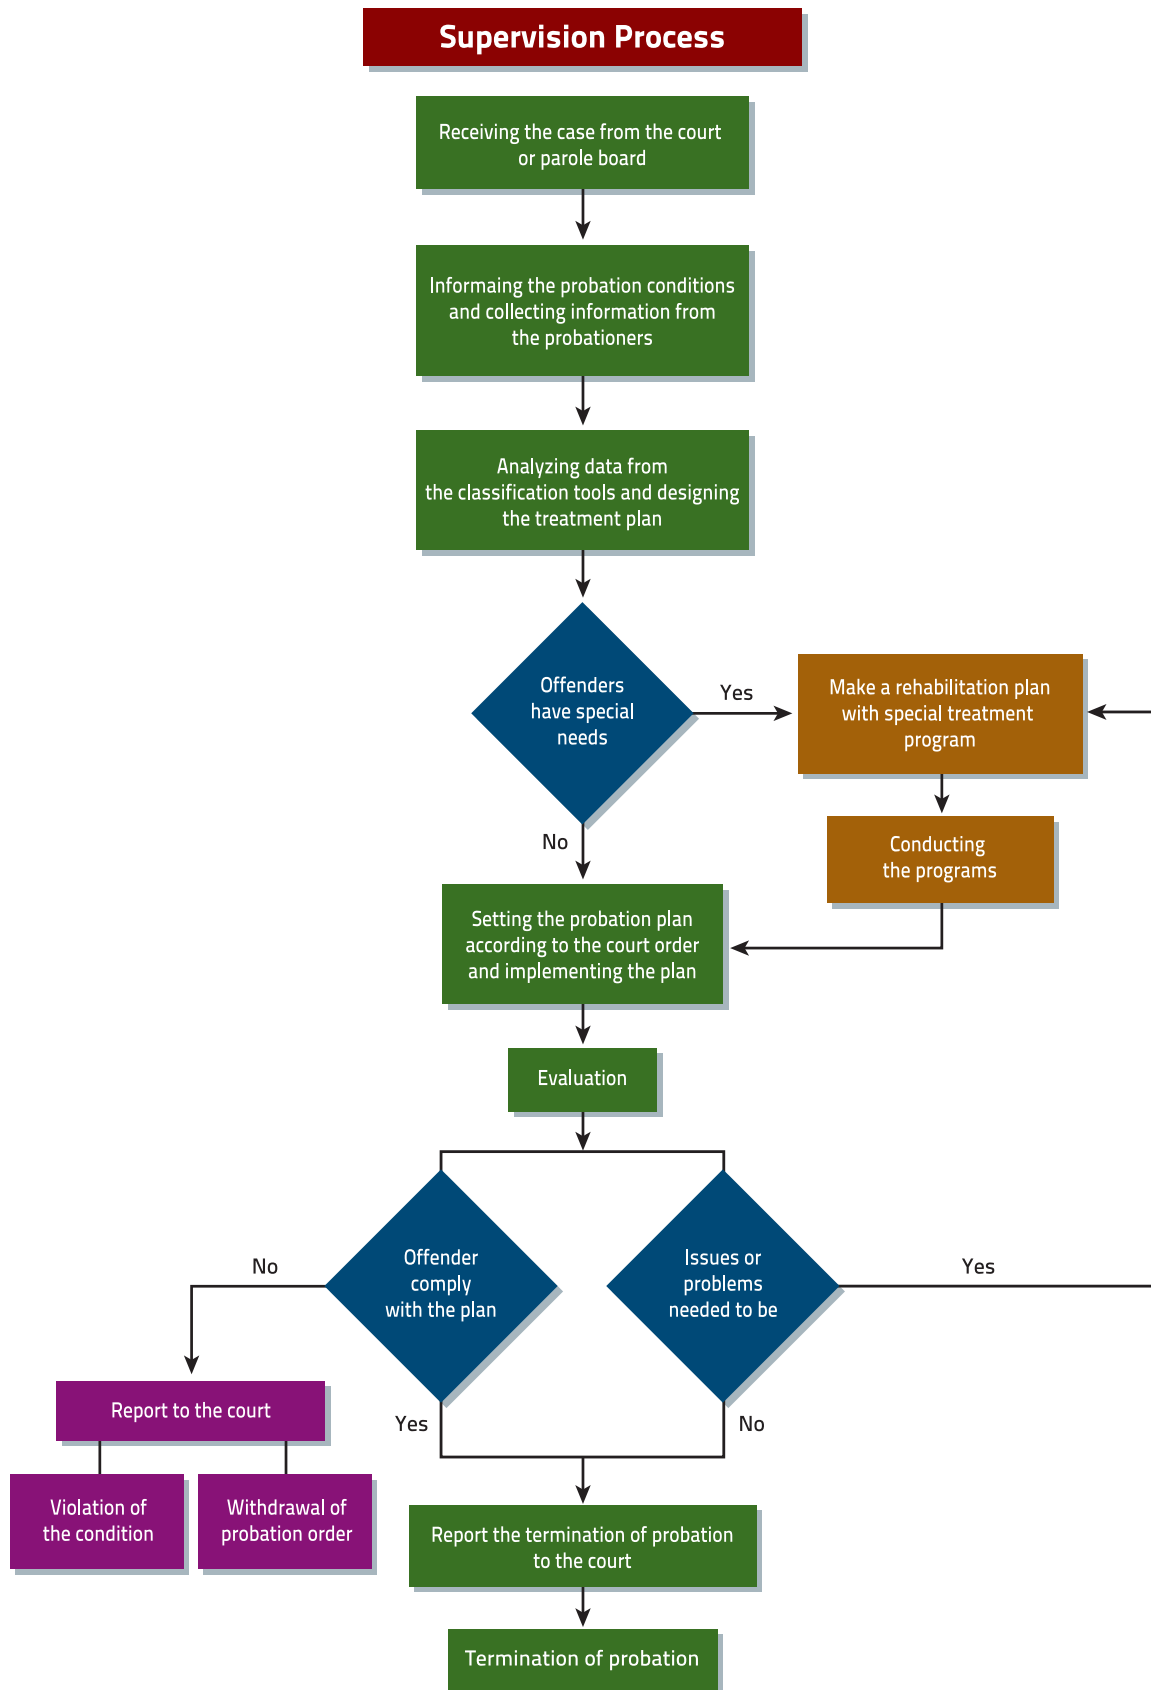 Supervision Process
Receiving the case from the court
or parole board
Informaing the probation conditions
and collecting information from
the probationers
Analyzing data from
the classification tools and designing
the treatment plan
Offenders
have special
needs
Yes
Make a rehabilitation plan
with special treatment
program
No
Conducting
the programs
Setting the probation plan
according to the court order
and implementing the plan
Evaluation
No
Offender
comply
with the plan
Issues or
problems
needed to be
Yes
Report to the court
Yes
No
Violation of
the condition
Withdrawal of
probation order
Report the termination of probation
to the court
Termination of probation